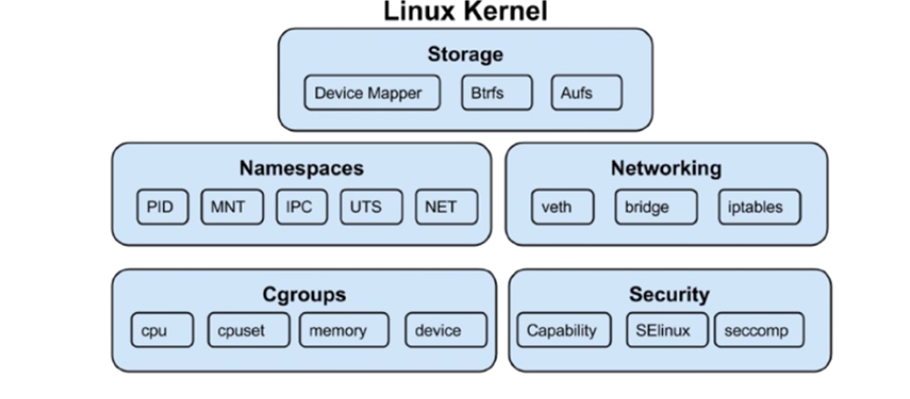 Linux Kernel
Storage
Device Mapper Btrfs Aufs
Namespaces
PID MNT IPC UTS NET
Networking
veth bridge iptables
Cgroups
cpu cpuset memory device
Security
Capability SElinux seccomp